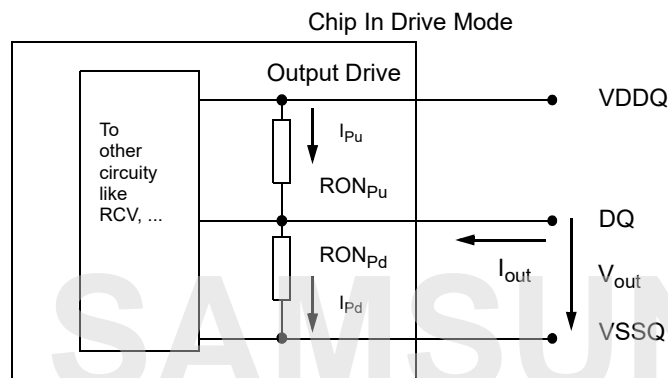 Chip In Drive Mode
Output Drive
VDDQ
To
other
circuity
like
RCV, ...
IPu
RONPu
DQ
RONPd
Iout
Vout
IPd
VSSQ
SAMSUN